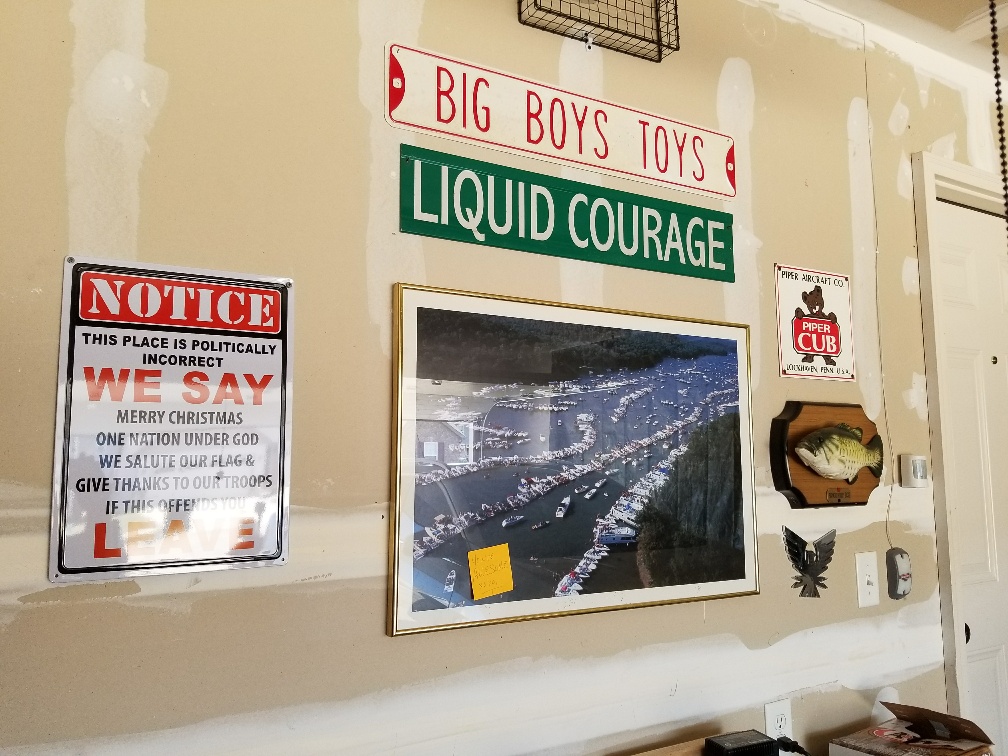 BIG BOYS TOYS
LIQUID COURAGE
NOTICE
THIS PLACE IS POLITICALLY
INCORRECT
WE SAY
MERRY CHRISTMAS
ONE NATION UNDER GOD
WE SALUTE OUR FLAG &
GIVE THANKS TO OUR TROOPS
IF THIS OFFENDS YOU
LEAVE
PIPER AIRCRAFT CO.
PIPER
CUB
LOCKHAVEN, PENN. U.S.A.